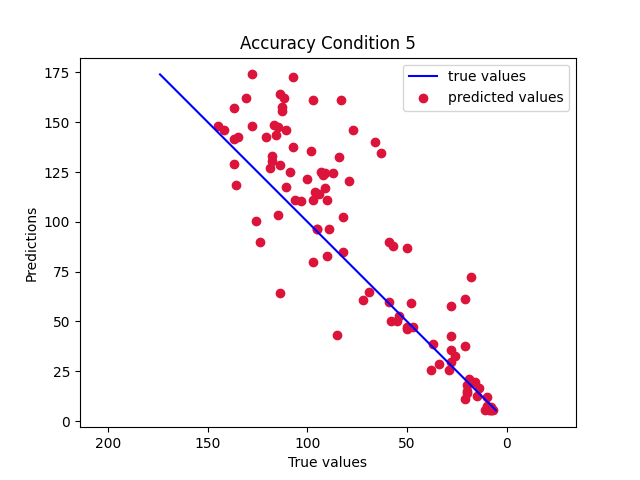 Accuracy Condition 5
true values
predicted values
175
150
125
100
75
50
25
0
Predictions
200
150
100
50
0
True values